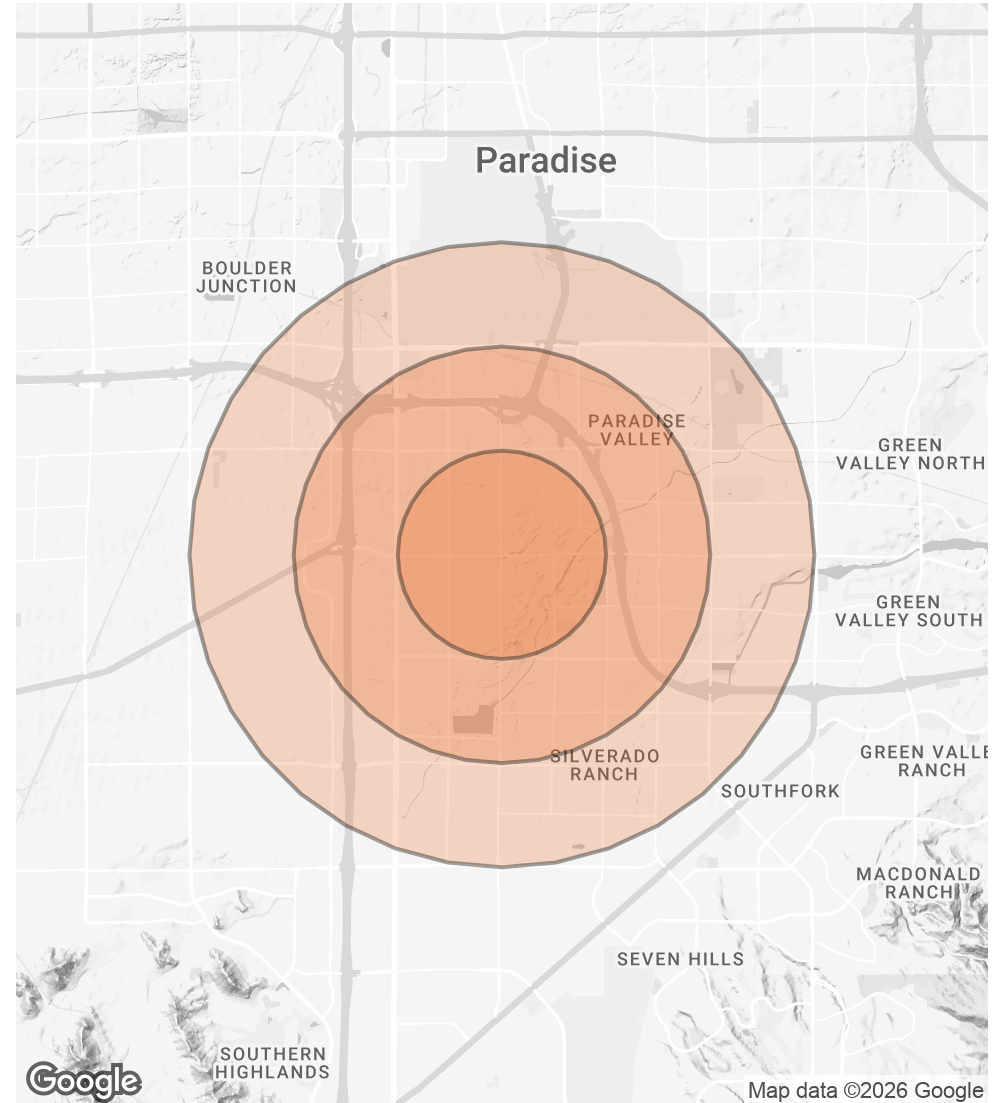 Paradise
BOULDER
JUNCTION
PARADISE
VALLEY
GREEN
VALLEY NORTH
GREEN
VALLEY SOUTH
SILVERADO
RANCH
GREEN VALLE
RANCH
SOUTHFORK
MACDONALD
RANCH
SEVEN HILLS
SOUTHERN
HIGHLANDS
Google
Map data ©2026 Google